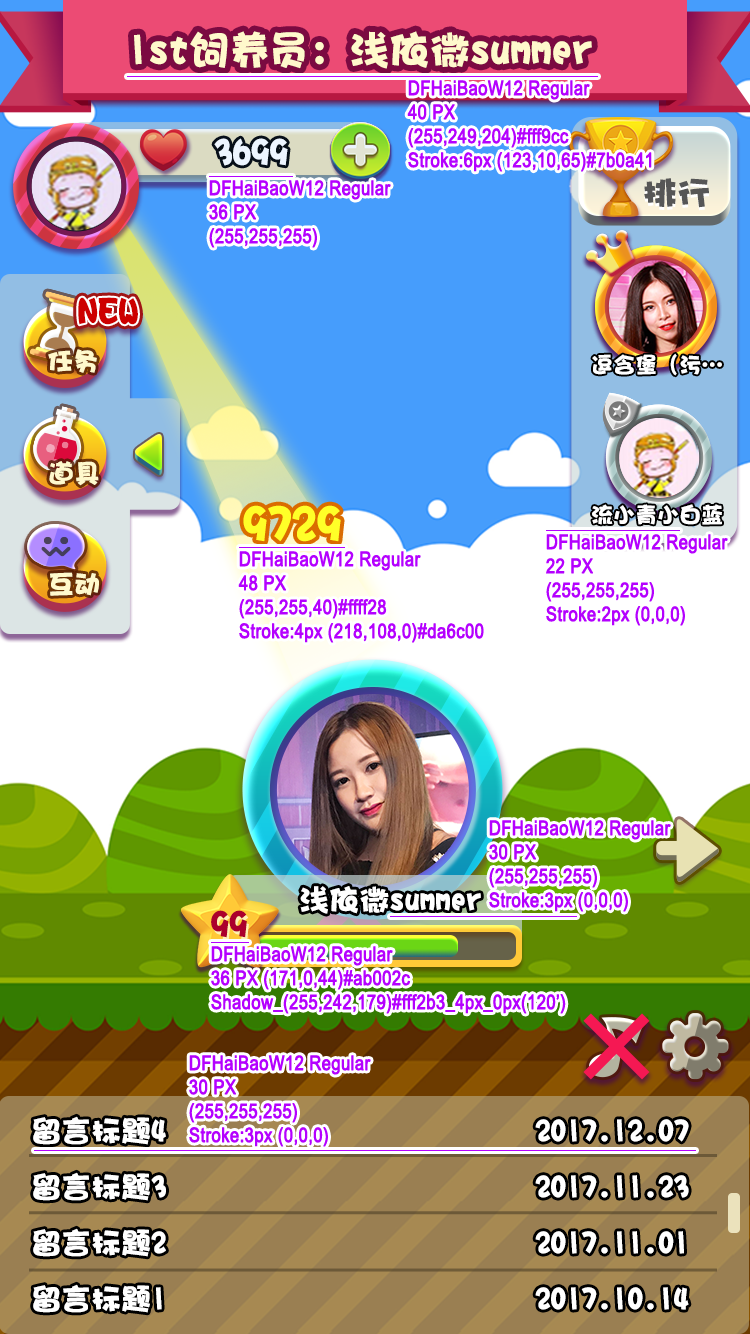 1st饲养员：浅依微summer
DFHaiBaoW12 Regular
40 PX
(255,249,204)#fff9cc
Stroke:6px (123,10,65)#7b0a41
3699
DFHaiBaoW12 Regular
36 PX
(255,255,255)
排行
NEW
任务
逗含堡（污…
道具
流小青小白蓝
DFHaiBaoW12 Regular
22 PX
(255,255,255)
Stroke:2px (0,0,0)
9729
DFHaiBaoW12 Regular
48 PX
(255,255,40)#ffff28
Stroke:4px (218,108,0)#da6c00
互动
DFHaiBaoW12 Regular
30 PX
(255,255,255)
Stroke:3px (0,0,0)
浅依微summer
99
DFHaiBaoW12 Regular
36 PX (171,0,44)#ab002c
Shadow_(255,242,179)#fff2b3_4px_0px(120')
DFHaiBaoW12 Regular
30 PX
(255,255,255)
Stroke:3px (0,0,0)
留言标题4 2017.12.07
留言标题3 2017.11.23
留言标题2 2017.11.01
留言标题1 2017.10.14